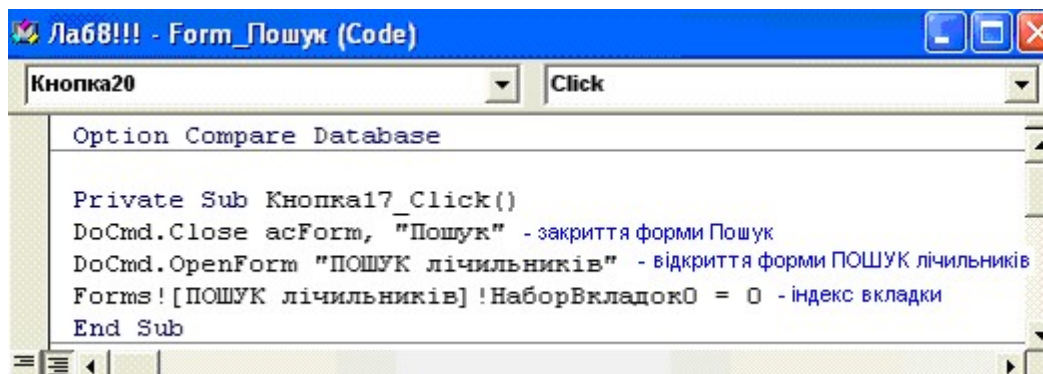 Лаб8!!! - Form_Пошук (Code)
Кнопка20 Click
Option Compare Database
Private Sub Кнопка17_Click()
DoCmd.Close acForm, "Пошук" - закриття форми Пошук
DoCmd.OpenForm "ПОШУК лічильників" - відкриття форми ПОШУК лічильників
Forms![ПОШУК лічильників]!НаборВкладок0 = 0 - індекс вкладки
End Sub